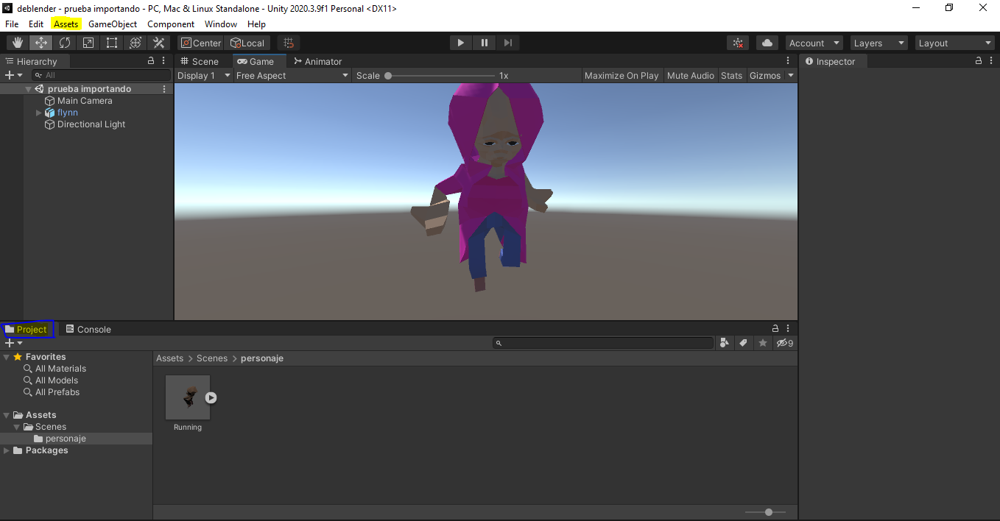 deblender - prueba importando - PC, Mac & Linux Standalone - Unity 2020.3.9f1 Personal <DX11>
File Edit Assets GameObject Component Window Help
Center Local Account Layers Layout
Hierarchy Scene Game Animator Inspector
All Display 1 Free Aspect Scale 1x Maximize On Play Mute Audio Stats Gizmos
prueba importando
Main Camera
flynn
Directional Light
Project Console
9
Favorites Assets > Scenes > personaje
All Materials
All Models
All Prefabs
Assets
Scenes
Running
personaje
Packages